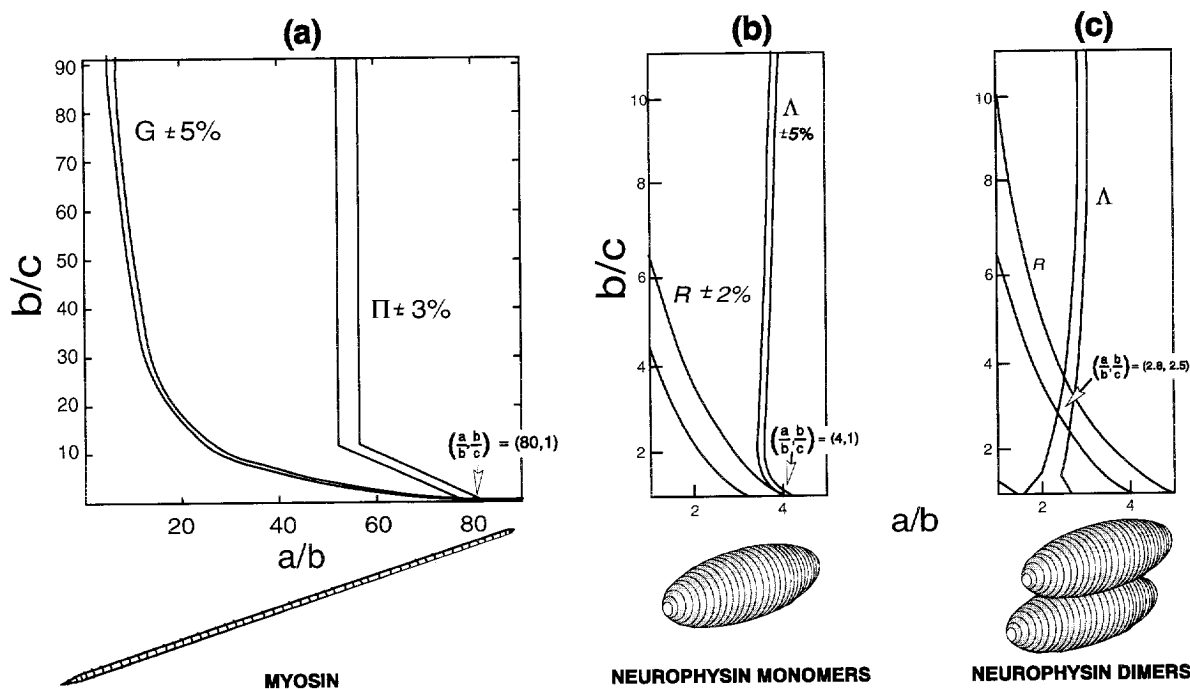 (a)
b/c
90
80
70
60
50
40
30
20
10
G ±5%
Π ± 3%
(a/b, b/c) = (80,1)
20
40
60
80
a/b
MYOSIN
(b)
b/c
10
8
6
4
2
Λ
±5%
R ± 2%
(a/b, b/c) = (4,1)
2
4
NEUROPHYSIN MONOMERS
a/b
(c)
10
8
6
4
2
Λ
R
(a/b, b/c) = (2.8, 2.5)
2
4
NEUROPHYSIN DIMERS